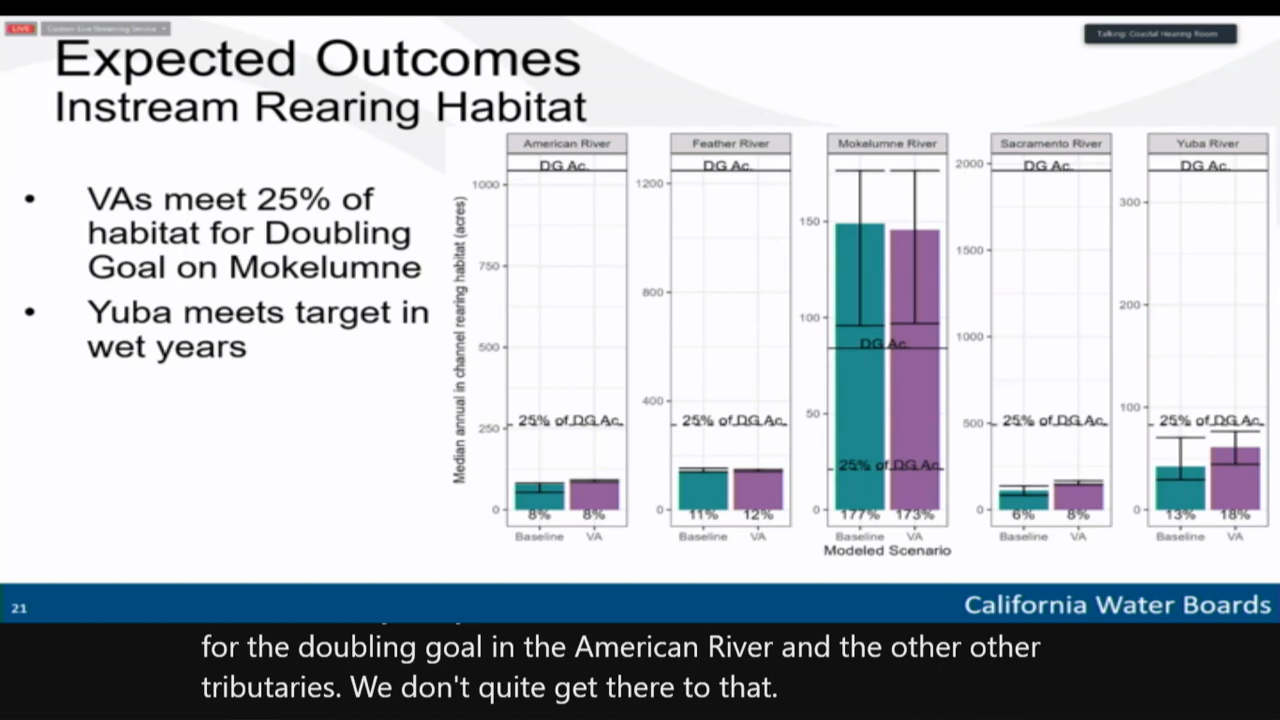 LIVE
Custom Live Streaming Service
Talking: Coastal Hearing Room
Expected Outcomes
Instream Rearing Habitat
• VAs meet 25% of
habitat for Doubling
Goal on Mokelumne
• Yuba meets target in
wet years
Median annual in channel rearing habitat (acres)
American River
DG Ac.
1000
750
500
25% of DG Ac.
250
0
8% 8%
Baseline VA
Feather River
DG Ac.
1200
800
400
25% of DG Ac.
0
11% 12%
Baseline VA
Mokelumne River
150
100
DG Ac.
50
25% of DG Ac.
0
177% 173%
Baseline VA
Sacramento River
2000
DG Ac.
1500
1000
500
25% of DG Ac.
0
6% 8%
Baseline VA
Yuba River
DG Ac.
300
200
100
25% of DG Ac.
0
13% 18%
Baseline VA
Modeled Scenario
21
California Water Boards
for the doubling goal in the American River and the other other
tributaries. We don't quite get there to that.